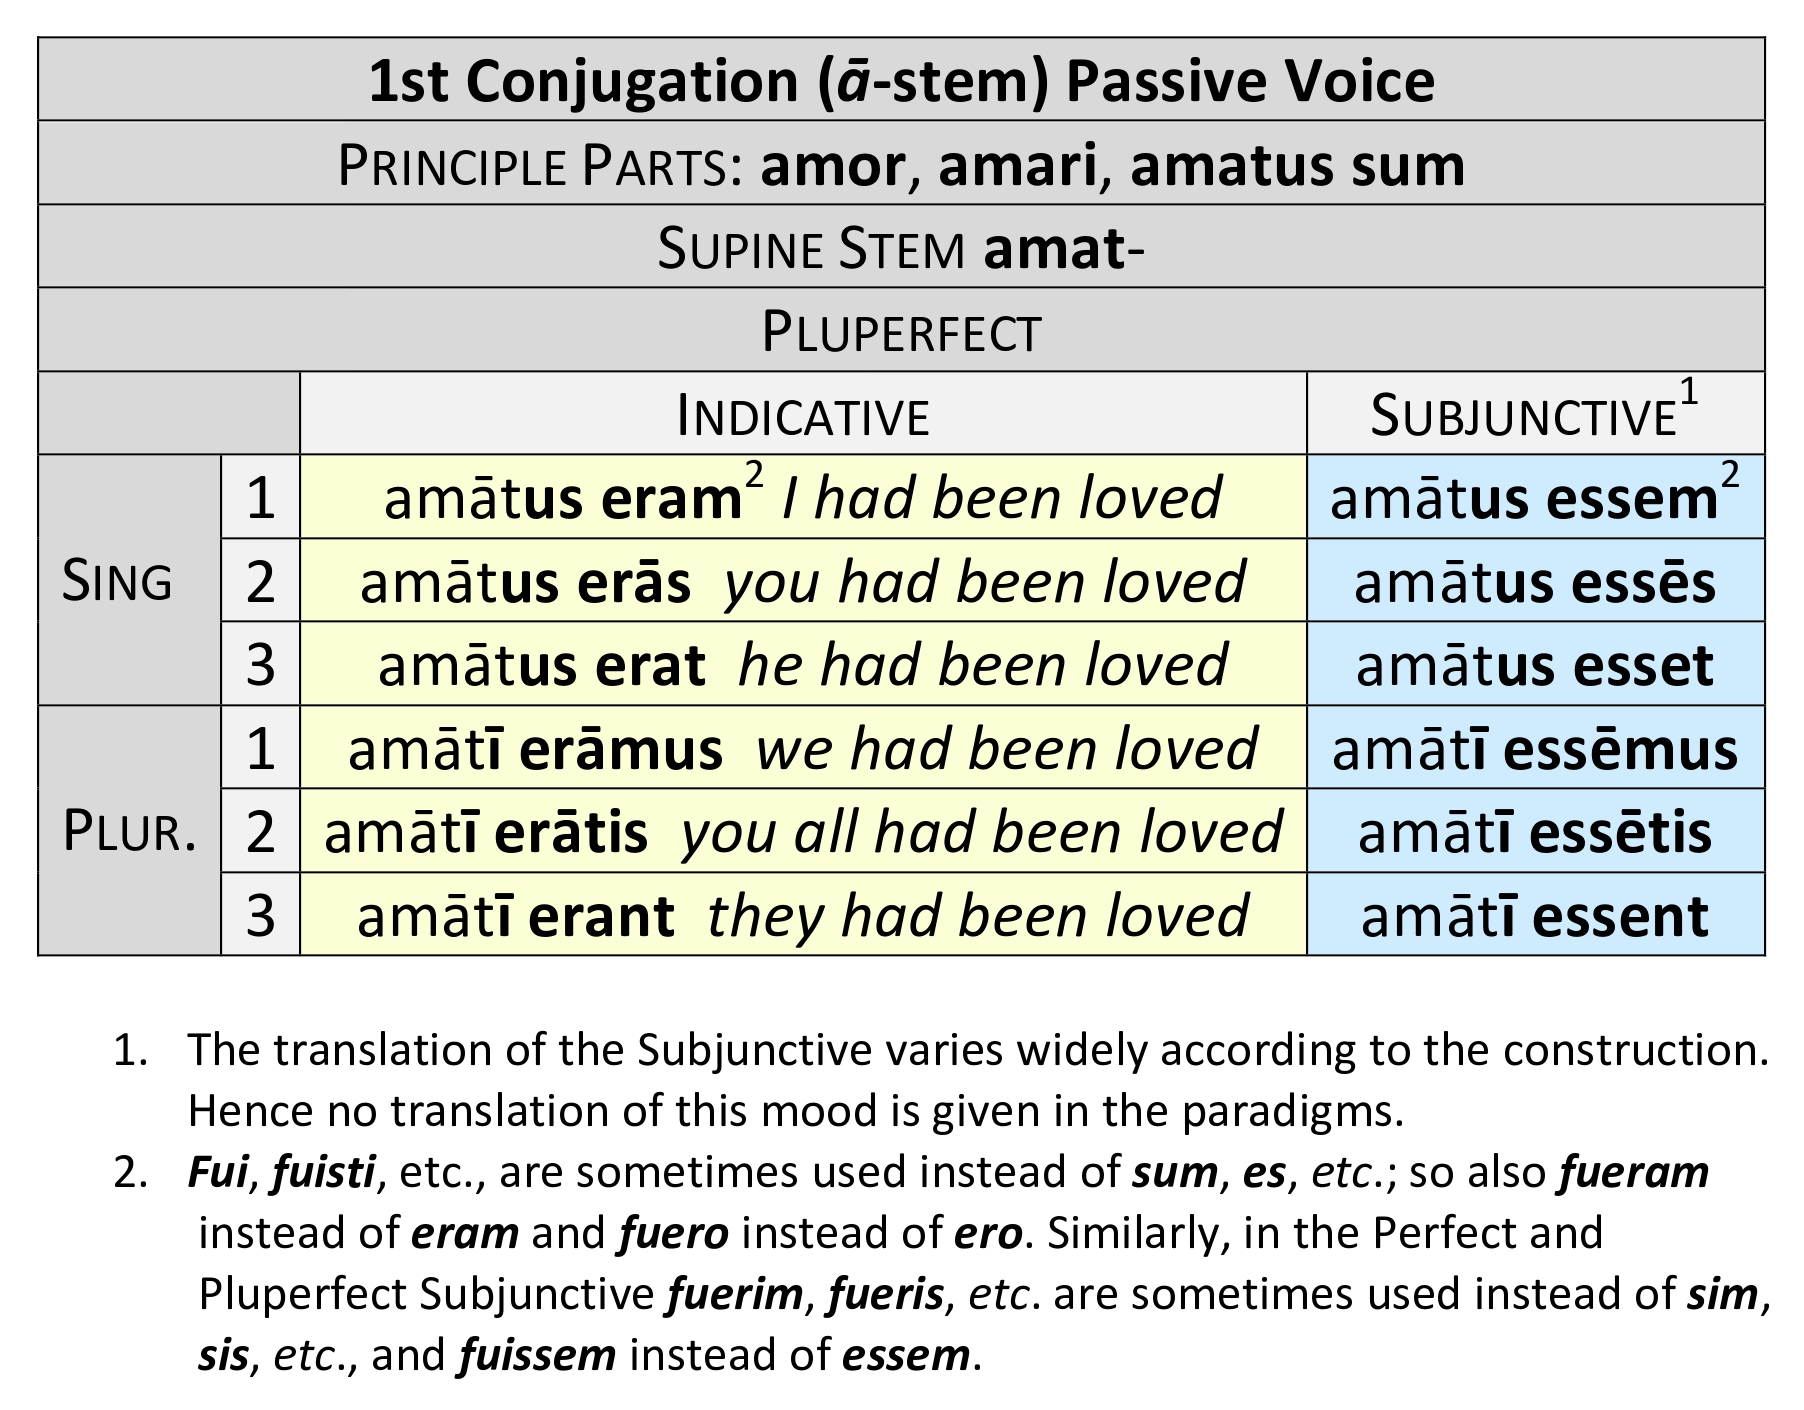 1st Conjugation (ā-stem) Passive Voice
PRINCIPLE PARTS: amor, amari, amatus sum
SUPINE STEM amat-
PLUPERFECT
INDICATIVE SUBJUNCTIVE1
SING
1 amātus eram2 I had been loved amātus essem2
2 amātus erās you had been loved amātus essēs
3 amātus erat he had been loved amātus esset
PLUR.
1 amātī erāmus we had been loved amātī essēmus
2 amātī erātis you all had been loved amātī essētis
3 amātī erant they had been loved amātī essent
1. The translation of the Subjunctive varies widely according to the construction.
Hence no translation of this mood is given in the paradigms.
2. Fui, fuisti, etc., are sometimes used instead of sum, es, etc.; so also fueram
instead of eram and fuero instead of ero. Similarly, in the Perfect and
Pluperfect Subjunctive fuerim, fueris, etc. are sometimes used instead of sim,
sis, etc., and fuissem instead of essem.